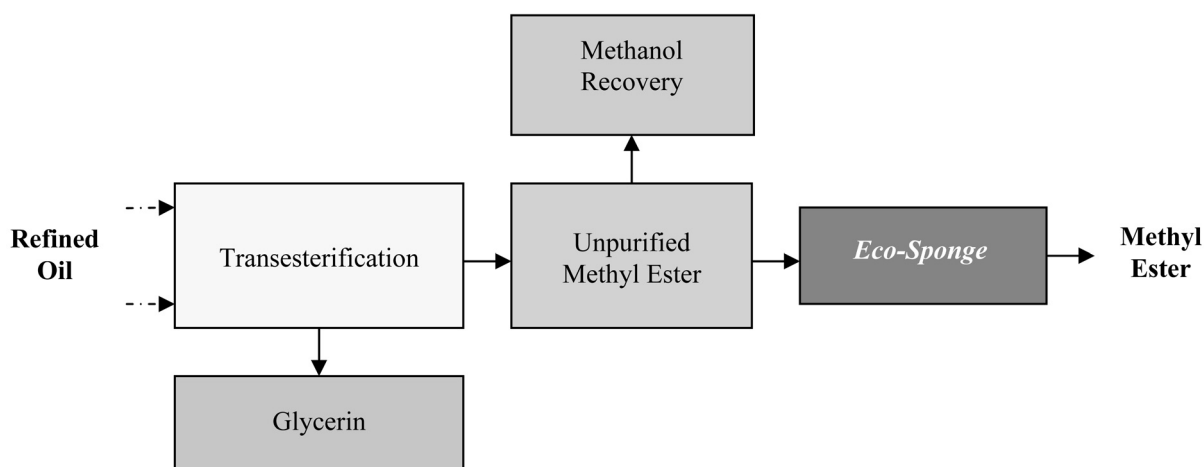 Methanol
Recovery
Refined
Oil
Transesterification
Unpurified
Methyl Ester
Eco-Sponge
Methyl
Ester
Glycerin